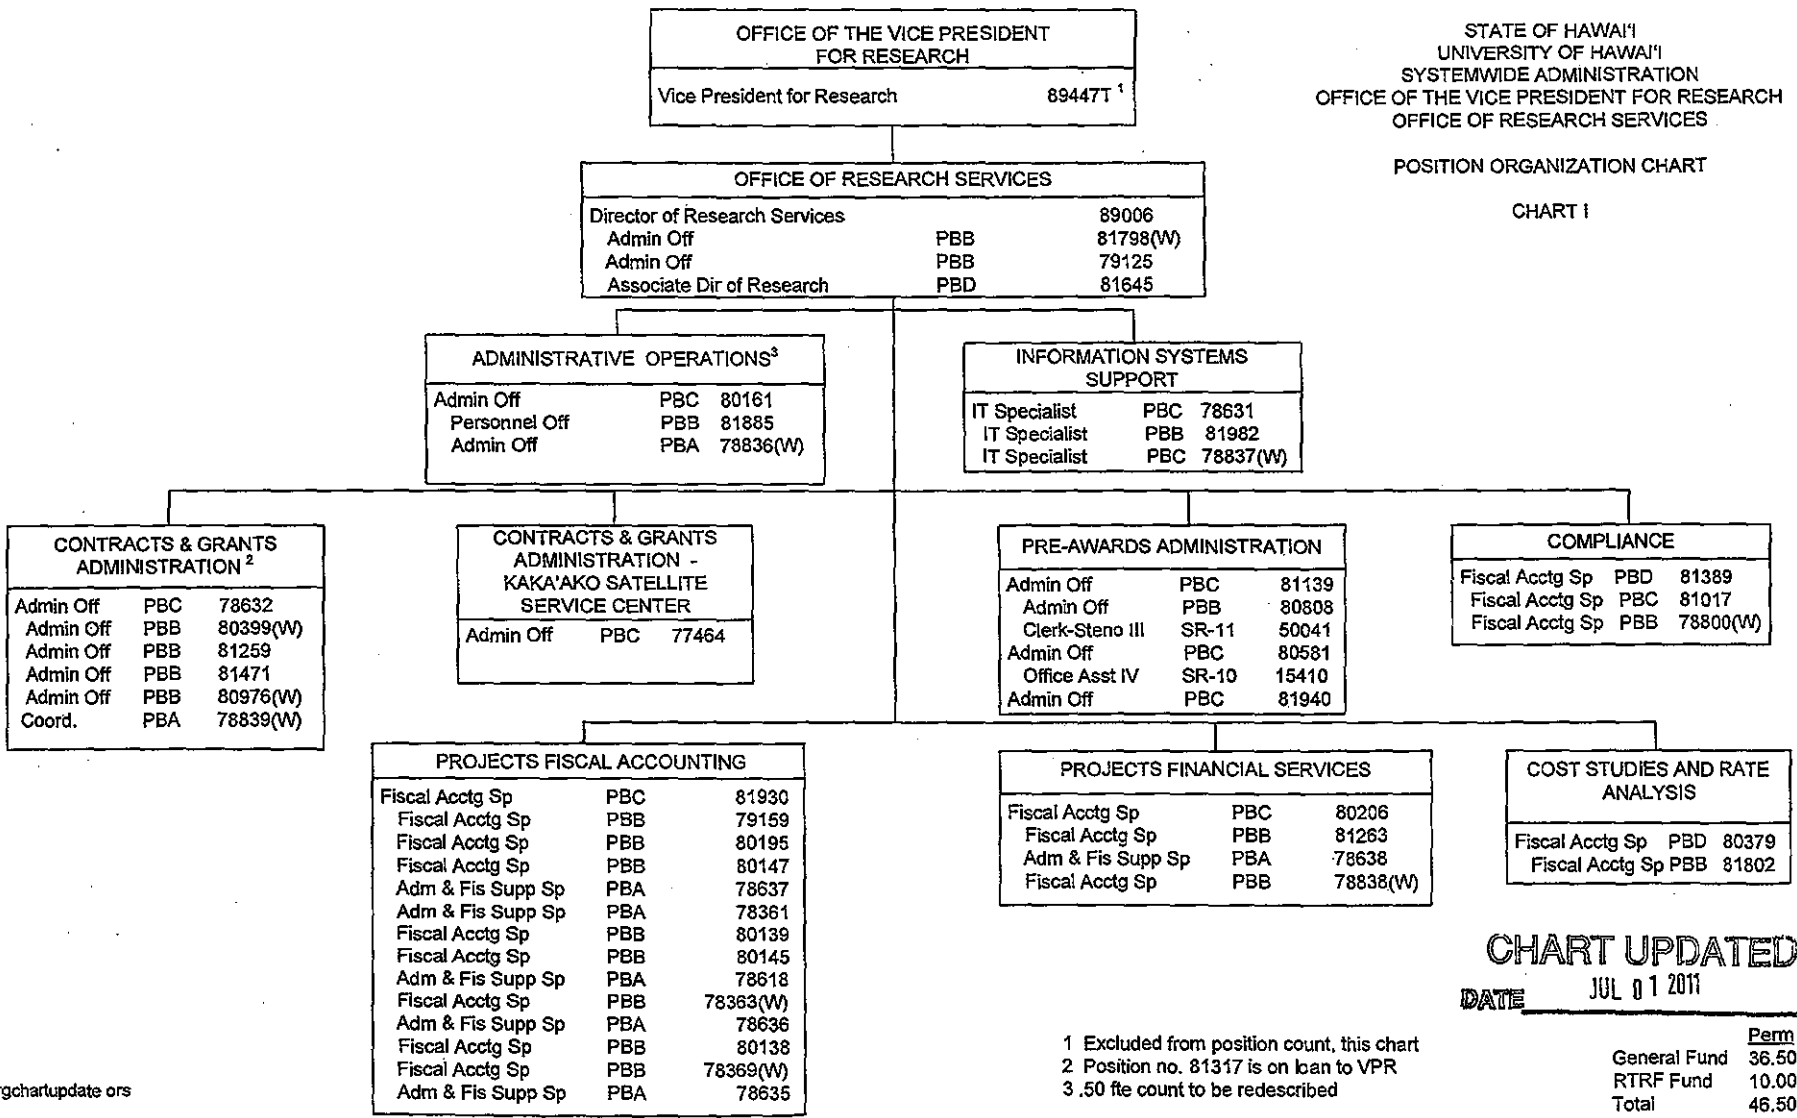 OFFICE OF THE VICE PRESIDENT
FOR RESEARCH
Vice President for Research 89447T 1
STATE OF HAWAI'I
UNIVERSITY OF HAWAI'I
SYSTEMWIDE ADMINISTRATION
OFFICE OF THE VICE PRESIDENT FOR RESEARCH
OFFICE OF RESEARCH SERVICES
POSITION ORGANIZATION CHART
CHART I
OFFICE OF RESEARCH SERVICES
Director of Research Services 89006
Admin Off PBB 81798(W)
Admin Off PBB 79125
Associate Dir of Research PBD 81645
ADMINISTRATIVE OPERATIONS3
Admin Off PBC 80161
Personnel Off PBB 81885
Admin Off PBA 78836(W)
INFORMATION SYSTEMS
SUPPORT
IT Specialist PBC 78631
IT Specialist PBB 81982
IT Specialist PBC 78837(W)
CONTRACTS & GRANTS
ADMINISTRATION 2
Admin Off PBC 78632
Admin Off PBB 80399(W)
Admin Off PBB 81259
Admin Off PBB 81471
Admin Off PBB 80976(W)
Coord. PBA 78839(W)
CONTRACTS & GRANTS
ADMINISTRATION -
KAKA'AKO SATELLITE
SERVICE CENTER
Admin Off PBC 77464
PRE-AWARDS ADMINISTRATION
Admin Off PBC 81139
Admin Off PBB 80808
Clerk-Steno III SR-11 50041
Admin Off PBC 80581
Office Asst IV SR-10 15410
Admin Off PBC 81940
COMPLIANCE
Fiscal Acctg Sp PBD 81389
Fiscal Acctg Sp PBC 81017
Fiscal Acctg Sp PBB 78800(W)
PROJECTS FISCAL ACCOUNTING
Fiscal Acctg Sp PBC 81930
Fiscal Acctg Sp PBB 79159
Fiscal Acctg Sp PBB 80195
Fiscal Acctg Sp PBB 80147
Adm & Fis Supp Sp PBA 78637
Adm & Fis Supp Sp PBA 78361
Fiscal Acctg Sp PBB 80139
Fiscal Acctg Sp PBB 80145
Adm & Fis Supp Sp PBA 78618
Fiscal Acctg Sp PBB 78363(W)
Adm & Fis Supp Sp PBA 78636
Fiscal Acctg Sp PBB 80138
Fiscal Acctg Sp PBB 78369(W)
Adm & Fis Supp Sp PBA 78635
PROJECTS FINANCIAL SERVICES
Fiscal Acctg Sp PBC 80206
Fiscal Acctg Sp PBB 81263
Adm & Fis Supp Sp PBA 78638
Fiscal Acctg Sp PBB 78838(W)
COST STUDIES AND RATE
ANALYSIS
Fiscal Acctg Sp PBD 80379
Fiscal Acctg Sp PBB 81802
CHART UPDATED
DATE JUL 01 2011
1 Excluded from position count, this chart
2 Position no. 81317 is on loan to VPR
3 .50 fte count to be redescribed
Perm
General Fund 36.50
RTRF Fund 10.00
Total 46.50
rgchartupdate ors